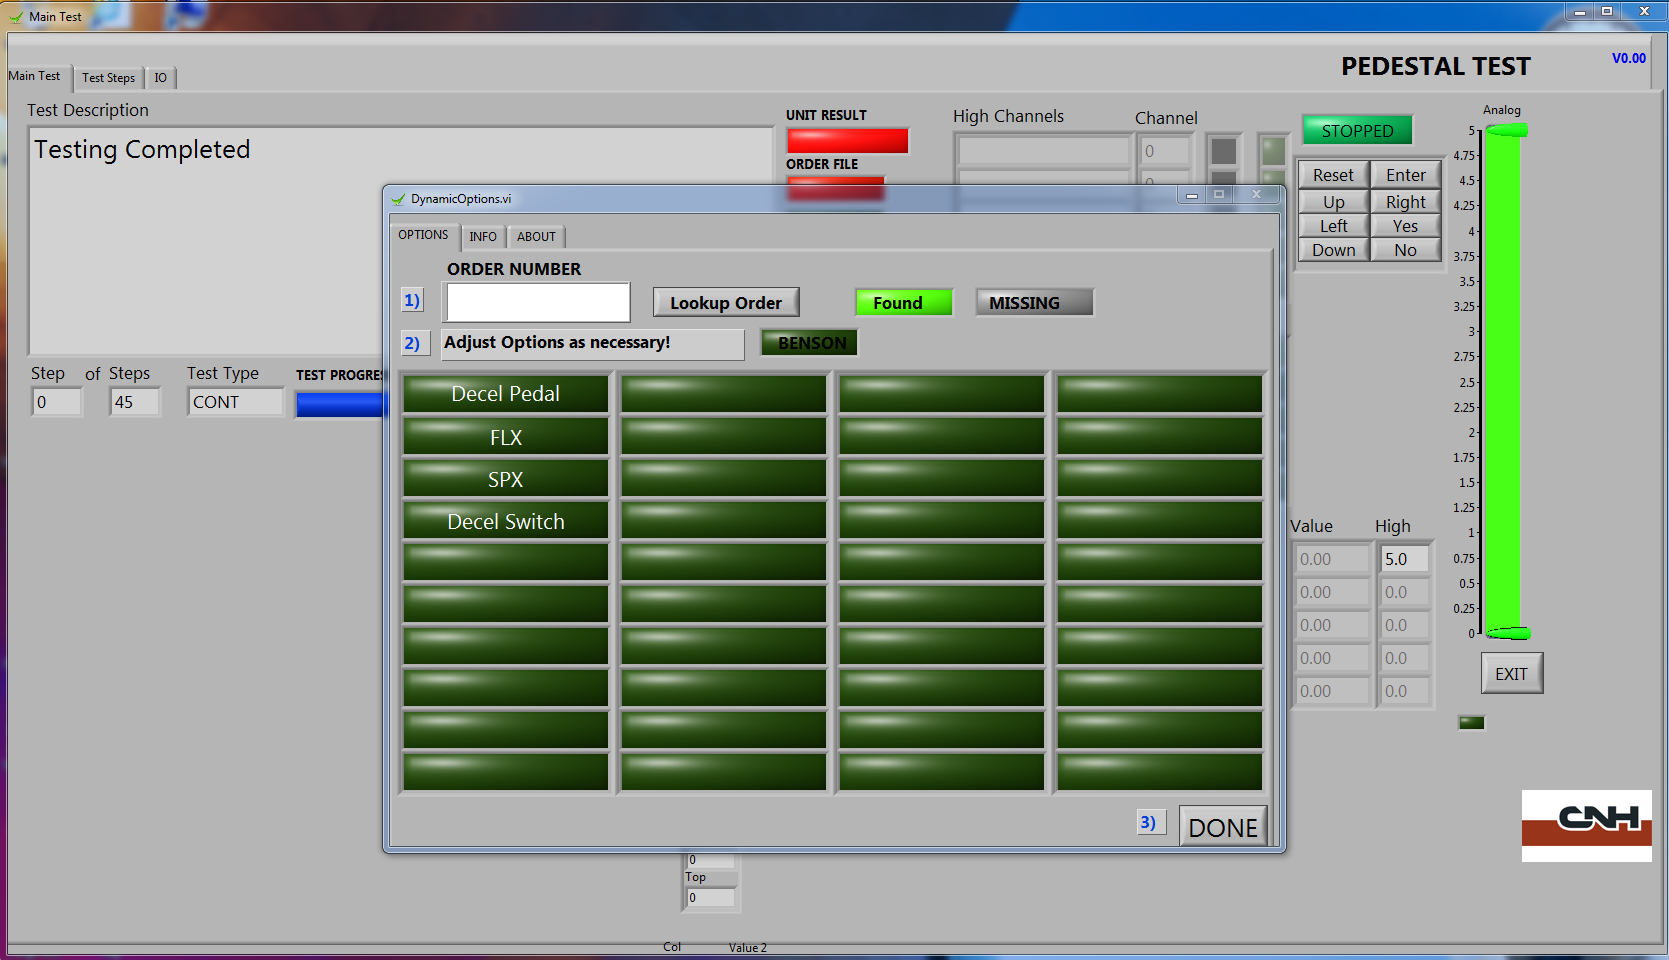 Main Test
PEDESTAL TEST
V0.00
Main Test
Test Steps
IO
Test Description
Testing Completed
UNIT RESULT
ORDER FILE
High Channels
Channel
0
0
STOPPED
Reset
Enter
Up
Right
Left
Yes
Down
No
Analog
5
4.75
4.5
4.25
4
3.75
3.5
3.25
3
2.75
2.5
2.25
2
1.75
1.5
1.25
1
0.75
0.5
0.25
0
DynamicOptions.vi
OPTIONS
INFO
ABOUT
ORDER NUMBER
1)
Lookup Order
Found
MISSING
2)
Adjust Options as necessary!
BENSON
Decel Pedal
FLX
SPX
Decel Switch
3)
DONE
Step
of
Steps
Test Type
TEST PROGRES
0
45
CONT
Value
High
0.00
5.0
0.00
0.0
0.00
0.0
0.00
0.0
0.00
0.0
EXIT
CNH
0
Top
0
Col
Value 2